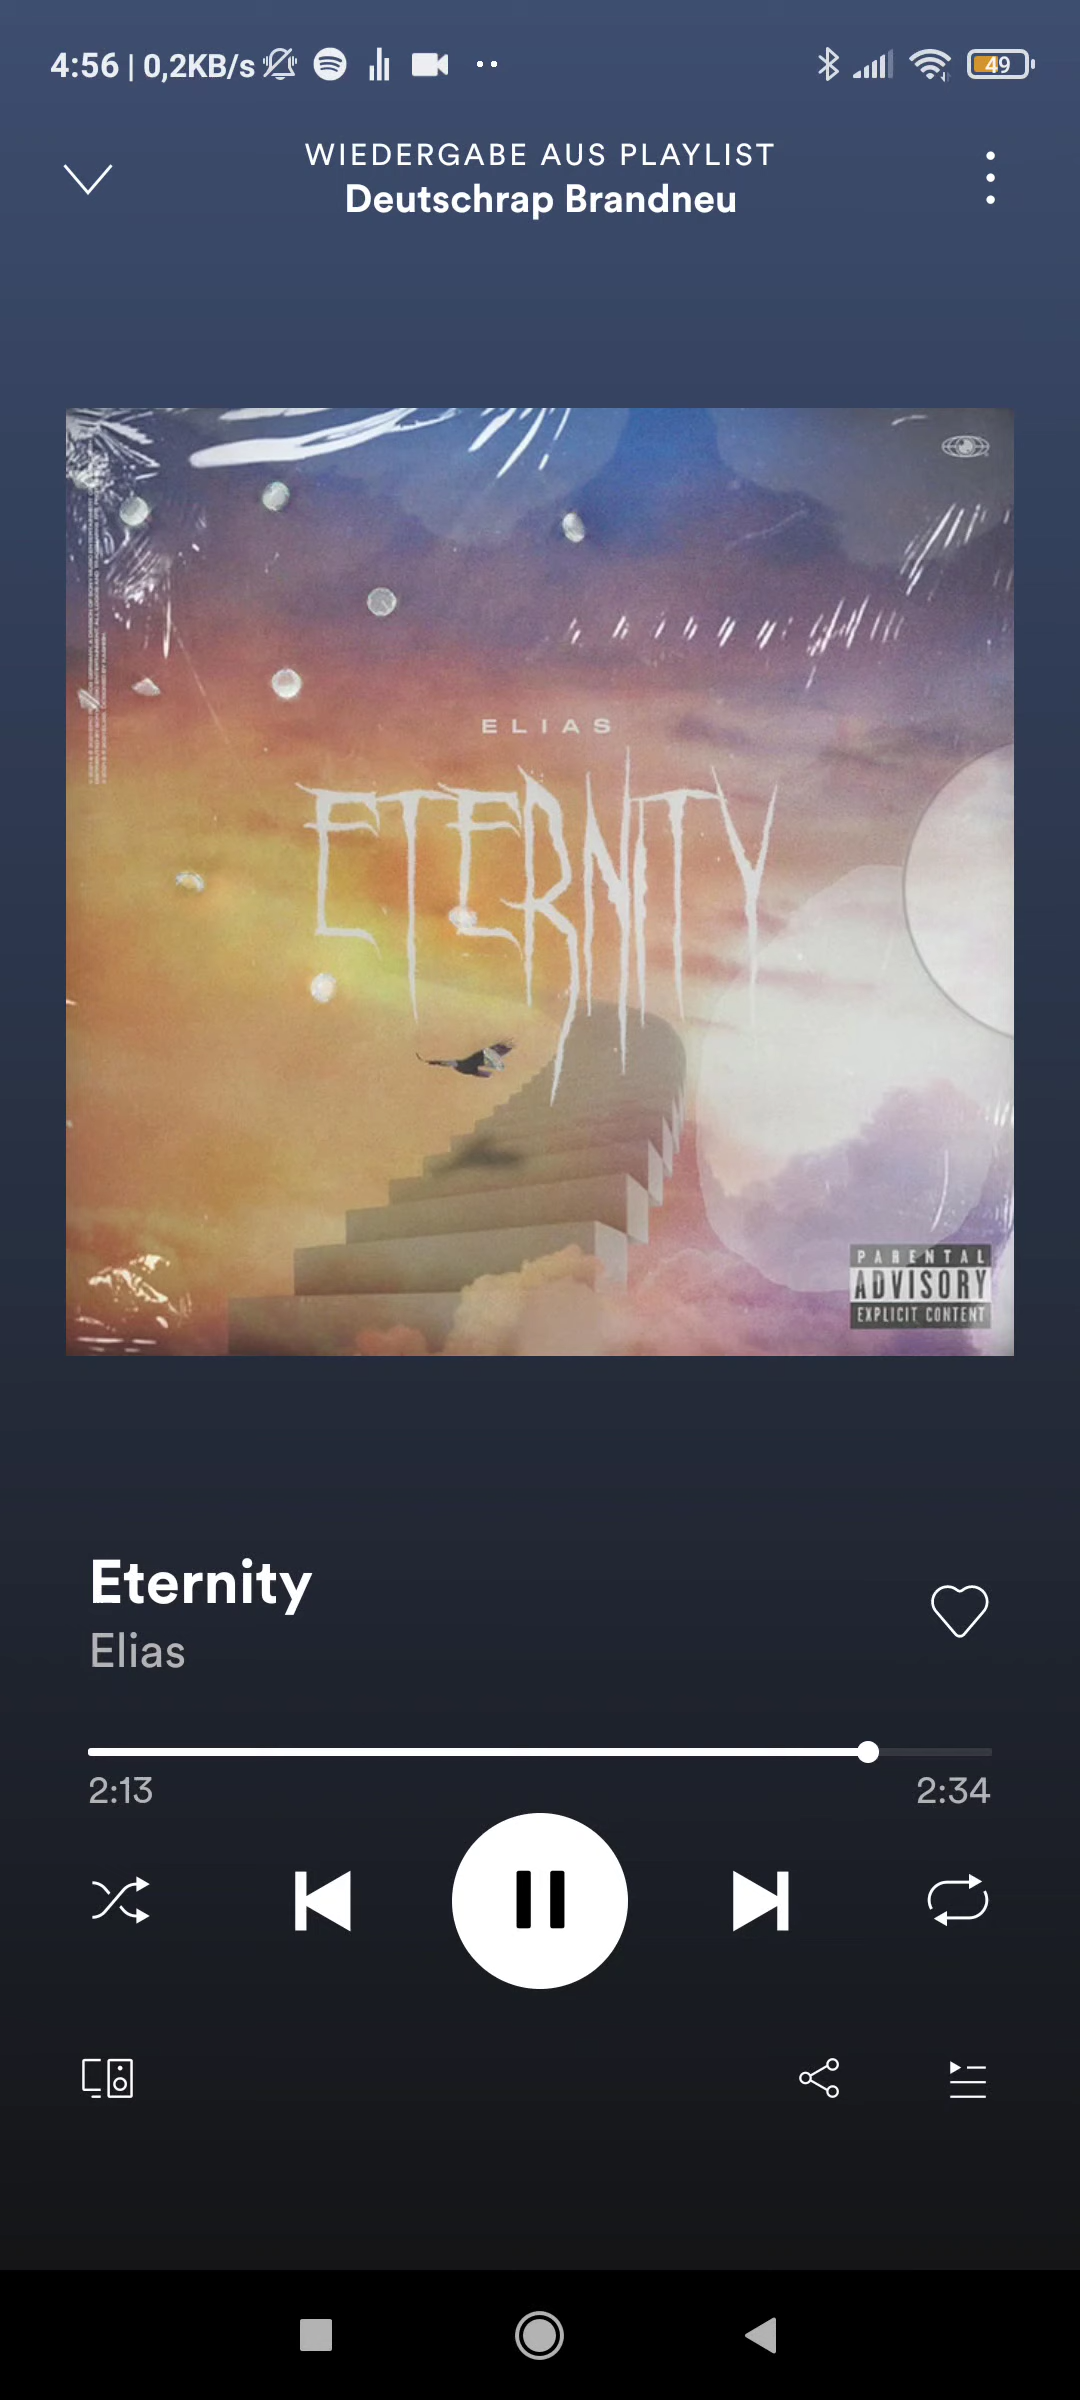 4:56 | 0,2KB/s
49
WIEDERGABE AUS PLAYLIST
Deutschrap Brandneu
ELIAS
ETERNITY
PARENTAL
ADVISORY
EXPLICIT CONTENT
Eternity
Elias
2:13
2:34